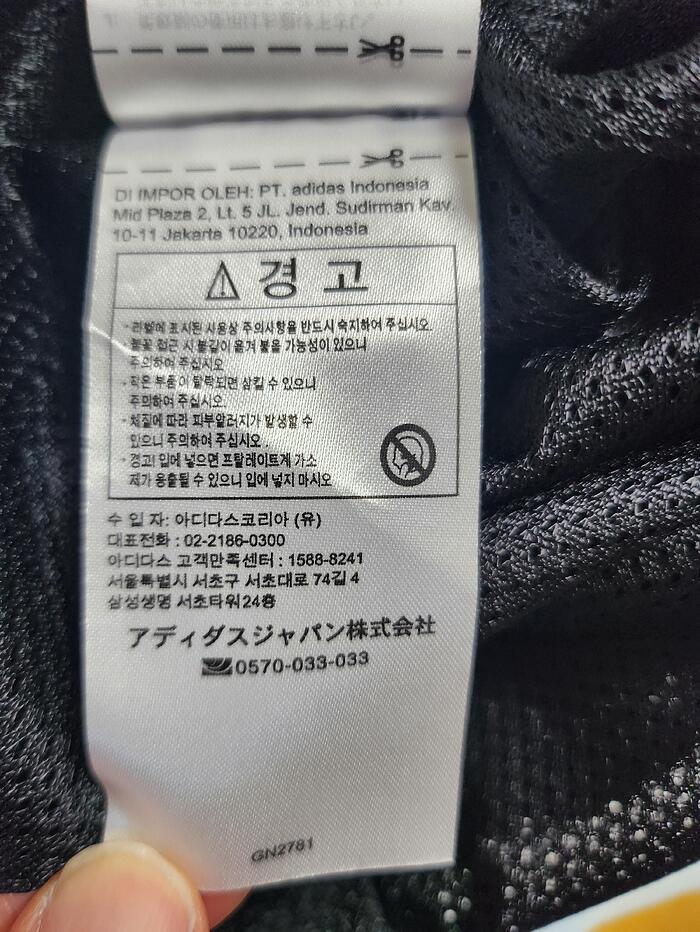 DI IMPOR OLEH: PT. adidas Indonesia
Mid Plaza 2, Lt. 5 JL. Jend. Sudirman Kav.
10-11 Jakarta 10220, Indonesia
⚠ 경 고
· 라벨에 표시된 사용상 주의사항을 반드시 숙지하여 주십시오.
· 불꽃 접근 시 불길이 옮겨 붙을 가능성이 있으니
주의하여 주십시오.
· 작은 부품이 탈락되면 삼킬 수 있으니
주의하여 주십시오.
· 체질에 따라 피부알러지가 발생할 수
있으니 주의하여 주십시오.
· 경고! 입에 넣으면 프탈레이트계 가소
제가 용출될 수 있으니 입에 넣지 마시오
수 입 자: 아디다스코리아 (유)
대표전화 : 02-2186-0300
아디다스 고객만족센터 : 1588-8241
서울특별시 서초구 서초대로 74길 4
삼성생명 서초타워 24층
アディダスジャパン株式会社
0570-033-033
GN2781